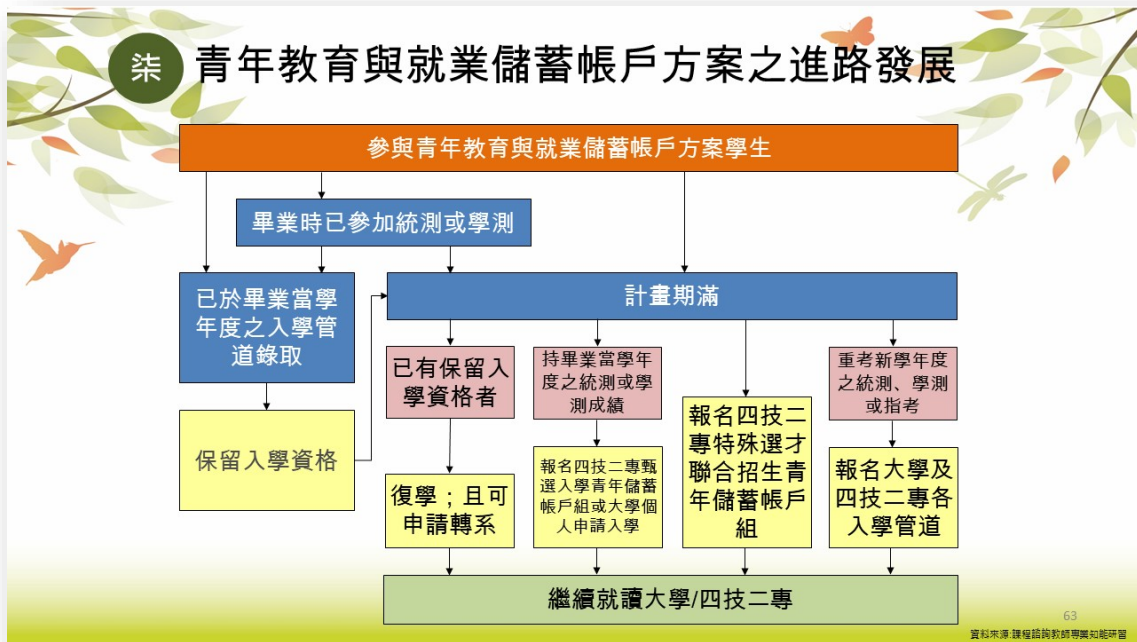 柒
青年教育與就業儲蓄帳戶方案之進路發展
參與青年教育與就業儲蓄帳戶方案學生
畢業時已參加統測或學測
已於畢業當學
年度之入學管
道錄取
計畫期滿
保留入學資格
已有保留入
學資格者
持畢業當學年
度之統測或學
測成績
重考新學年度
之統測、學測
或指考
復學；且可
申請轉系
報名四技二專甄
選入學青年儲蓄
帳戶組或大學個
人申請入學
報名四技二
專特殊選才
聯合招生青
年儲蓄帳戶
組
報名大學及
四技二專各
入學管道
繼續就讀大學/四技二專
63
資料來源:課程諮詢教師專業知能研習